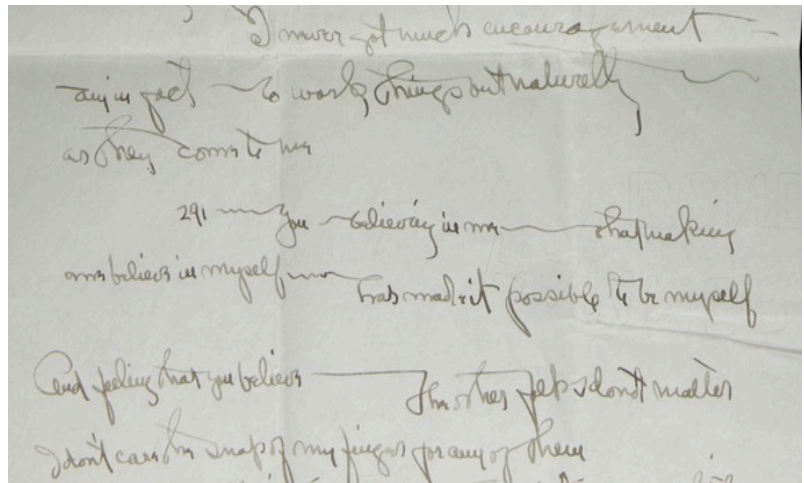 I never got much encouragement —
any in fact — to work things out naturally,
as they come to me
291 — you — believing in me — that making
me believe in myself — has made it possible to be myself
And feeling that you believe — the other folks don't matter
I don't care the snap of my finger for any of them